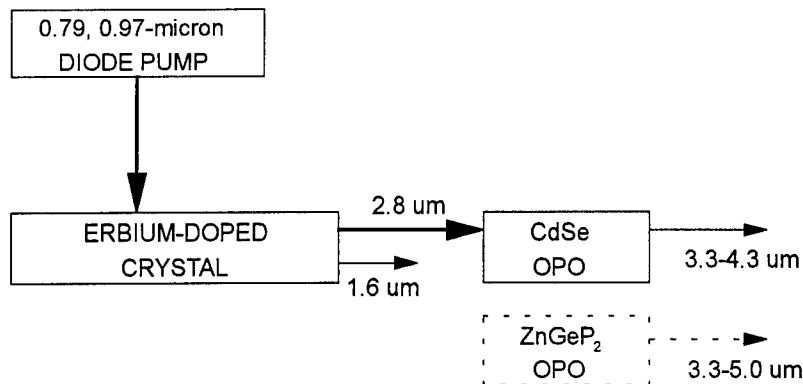 0.79, 0.97-micron
DIODE PUMP
2.8 um
ERBIUM-DOPED
CRYSTAL
1.6 um
CdSe
OPO
3.3-4.3 um
ZnGeP₂
OPO
3.3-5.0 um